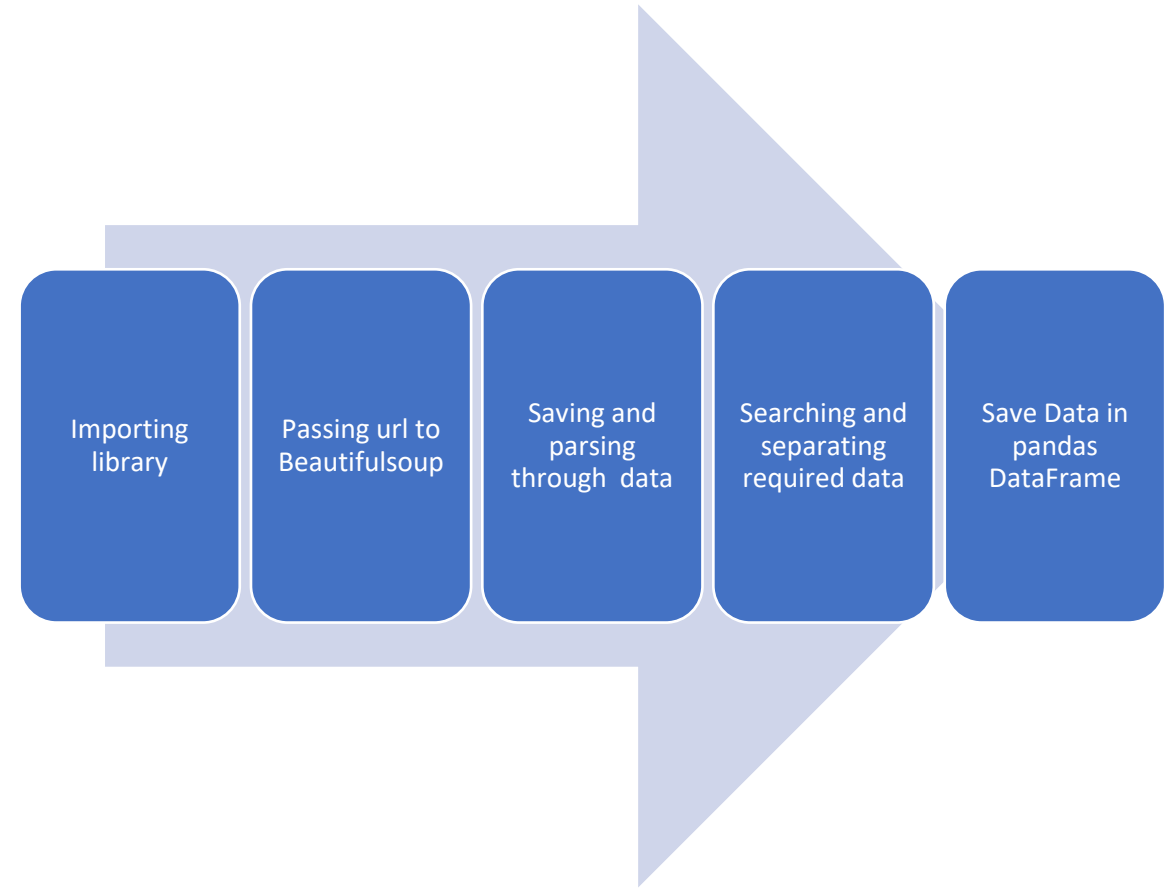 Importing
library
Passing url to
Beautifulsoup
Saving and
parsing
through  data
Searching and
separating
required data
Save Data in
pandas
DataFrame